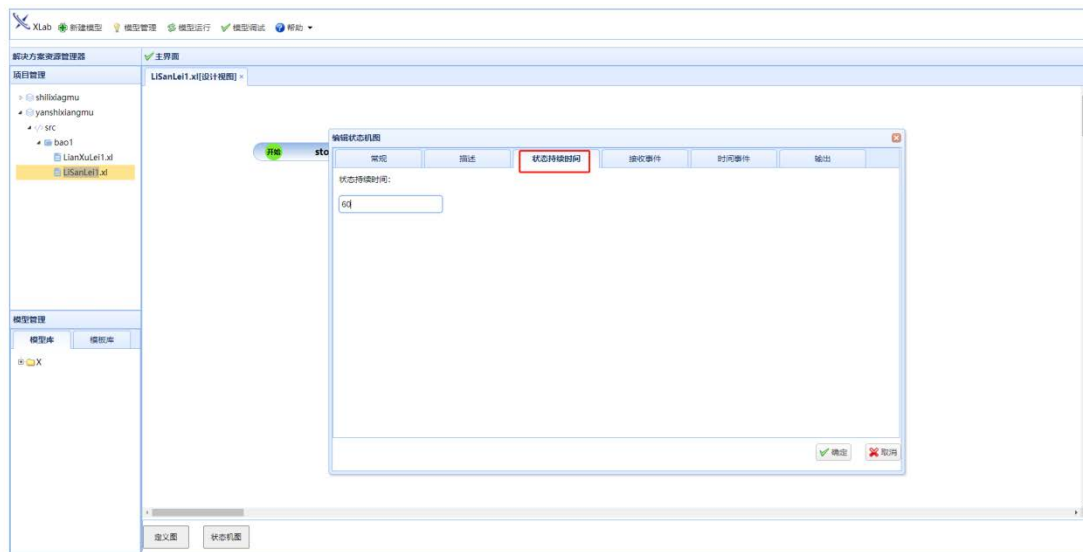 XLab 新建模型 模型管理 模型运行 模型调试 帮助
解决方案资源管理器
主界面
项目管理
LiSanLei1.xl[设计视图] ×
shilixiagmu
yanshixiangmu
src
bao1
LianXuLei1.xl
LiSanLei1.xl
开始 sto
编辑状态机图
常规 描述 状态持续时间 接收事件 时间事件 输出
状态持续时间:
60
确定 取消
模型管理
模型库 模板库
X
定义图 状态机图